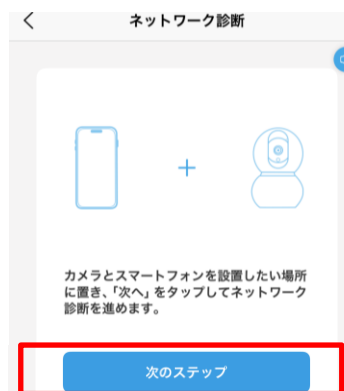 ネットワーク診断
カメラとスマートフォンを設置したい場所
に置き、「次へ」をタップしてネットワーク
診断を進めます。
次のステップ